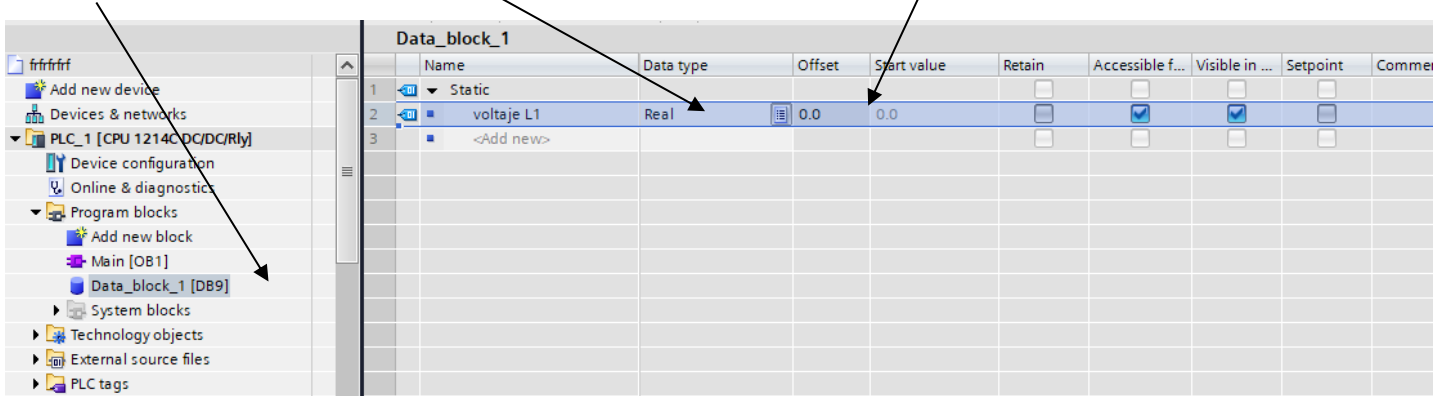 Data_block_1
Name Data type Offset Start value Retain Accessible f... Visible in ... Setpoint Commen
1 Static
2 voltaje L1 Real 0.0 0.0
3 <Add new>
frfrfrfrf
Add new device
Devices & networks
PLC_1 [CPU 1214C DC/DC/Rly]
Device configuration
Online & diagnostics
Program blocks
Add new block
Main [OB1]
Data_block_1 [DB9]
System blocks
Technology objects
External source files
PLC tags